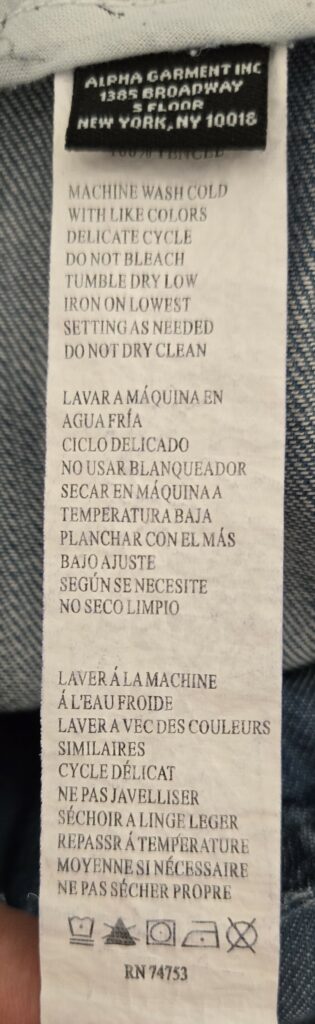 ALPHA GARMENT INC
1385 BROADWAY
5 FLOOR
NEW YORK, NY 10018
100% TENCEL
MACHINE WASH COLD
WITH LIKE COLORS
DELICATE CYCLE
DO NOT BLEACH
TUMBLE DRY LOW
IRON ON LOWEST
SETTING AS NEEDED
DO NOT DRY CLEAN
LAVAR A MÁQUINA EN
AGUA FRÍA
CICLO DELICADO
NO USAR BLANQUEADOR
SECAR EN MÁQUINA A
TEMPERATURA BAJA
PLANCHAR CON EL MÁS
BAJO AJUSTE
SEGÚN SE NECESITE
NO SECO LIMPIO
LAVER Á LA MACHINE
Á L'EAU FROIDE
LAVER A VEC DES COULEURS
SIMILAIRES
CYCLE DÉLICAT
NE PAS JAVELLISER
SÉCHOIR A LINGE LEGER
REPASSR Á TEMPÉRATURE
MOYENNE SI NÉCESSAIRE
NE PAS SÉCHER PROPRE
RN 74753